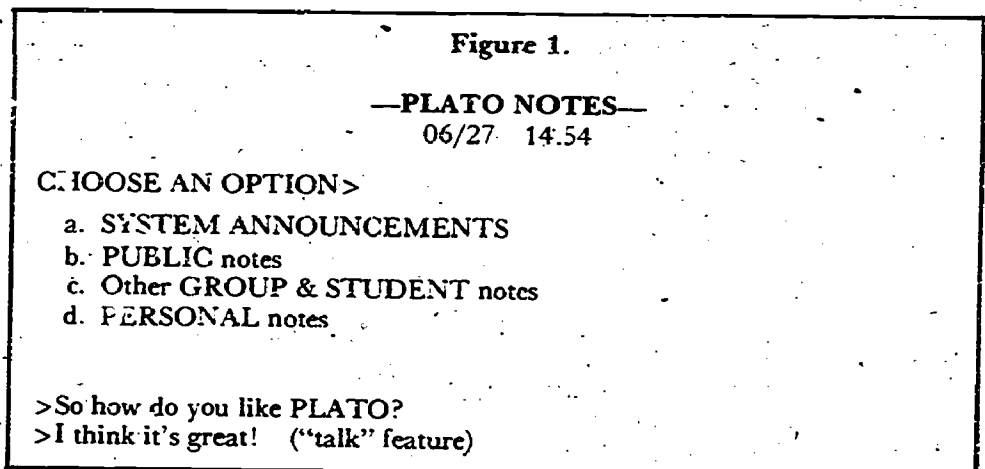 Figure 1.
—PLATO NOTES—
06/27 14.54
CHOOSE AN OPTION>
a. SYSTEM ANNOUNCEMENTS
b. PUBLIC notes
c. Other GROUP & STUDENT notes
d. PERSONAL notes
>So how do you like PLATO?
>I think it's great! ("talk" feature)